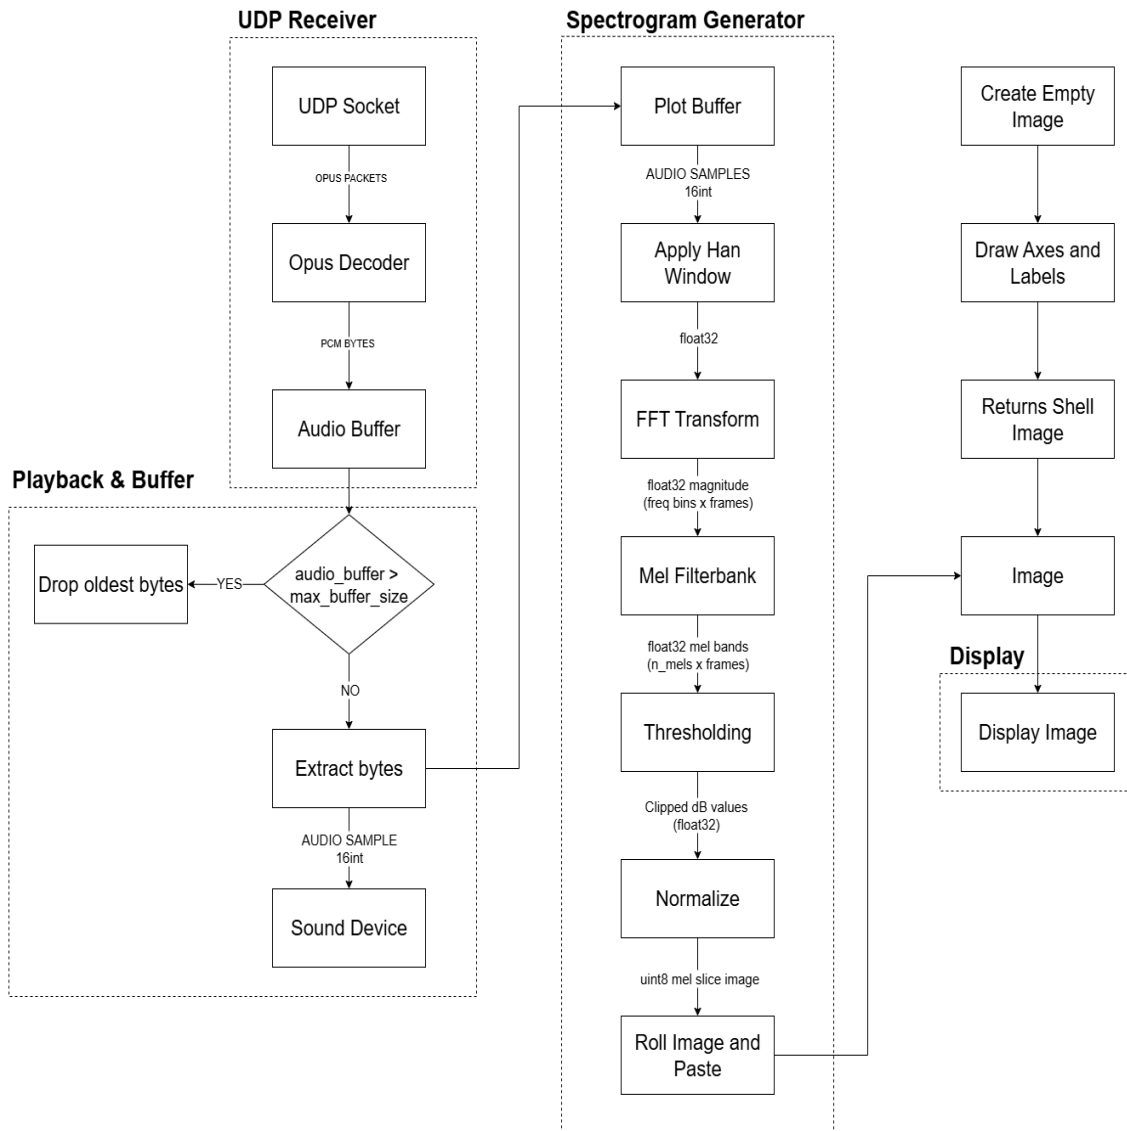 UDP Receiver
UDP Socket
OPUS PACKETS
Opus Decoder
PCM BYTES
Audio Buffer
Playback & Buffer
audio_buffer >
max_buffer_size
YES
Drop oldest bytes
NO
Extract bytes
AUDIO SAMPLE
16int
Sound Device
Spectrogram Generator
Plot Buffer
AUDIO SAMPLES
16int
Apply Han
Window
float32
FFT Transform
float32 magnitude
(freq bins x frames)
Mel Filterbank
float32 mel bands
(n_mels x frames)
Thresholding
Clipped dB values
(float32)
Normalize
uint8 mel slice image
Roll Image and
Paste
Create Empty
Image
Draw Axes and
Labels
Returns Shell
Image
Image
Display
Display Image